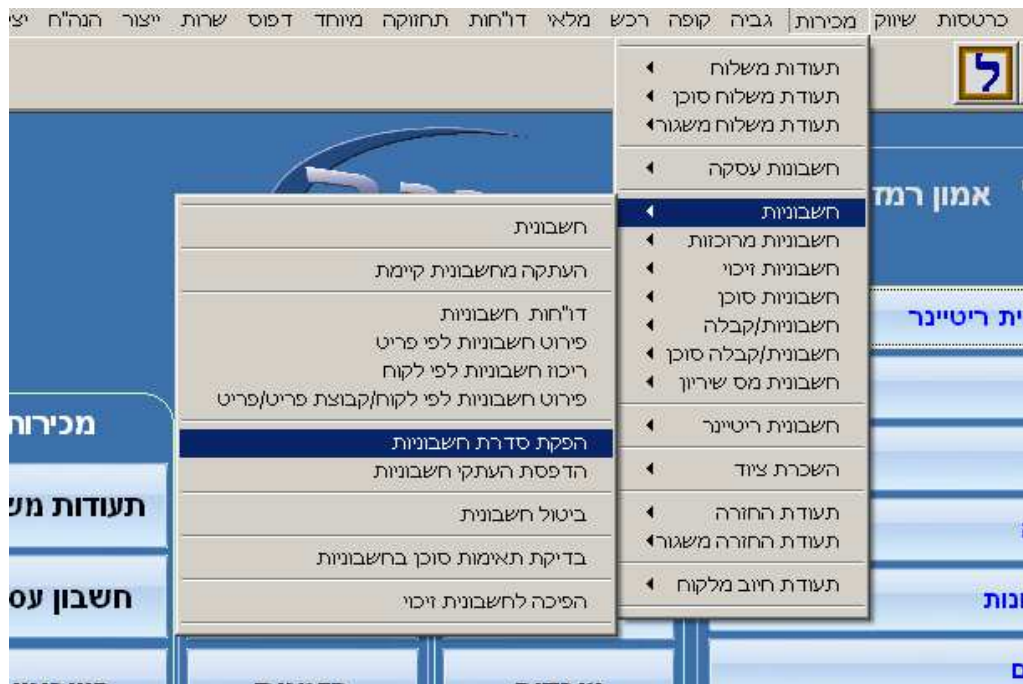 כרטסות שיווק מכירות גביה קופה רכש מלאי דו"חות תחזוקה מיוחד דפוס שרות ייצור הנה"ח
ל
תעודות משלוח
תעודת משלוח סוכן
תעודת משלוח משגור
חשבונות עסקה
חשבוניות
חשבוניות מרוכזות
חשבוניות זיכוי
חשבוניות סוכן
חשבוניות/קבלה
חשבונית/קבלה סוכן
חשבונית מס שיריון
חשבונית ריטיינר
השכרת ציוד
תעודת החזרה
תעודת החזרה משגור
תעודת חיוב מלקוח
חשבונית
העתקה מחשבונית קיימת
דו"חות חשבוניות
פירוט חשבוניות לפי פריט
ריכוז חשבוניות לפי לקוח
פירוט חשבוניות לפי לקוח/קבוצת פריט/פריט
הפקת סדרת חשבוניות
הדפסת העתקי חשבוניות
ביטול חשבונית
בדיקת תאימות סוכן בחשבוניות
הפיכה לחשבונית זיכוי
אמון רמז
ית ריטיינר
ונות
ם
מכירות
תעודות מש
חשבון עס